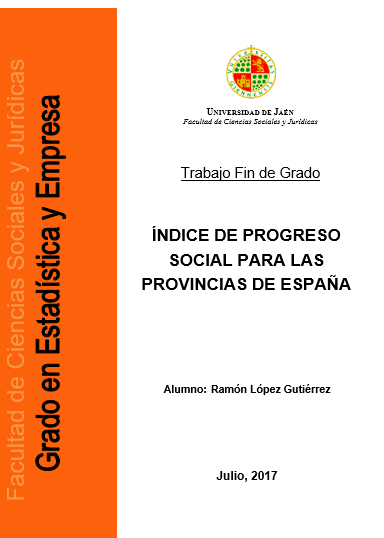 Facultad de Ciencias Sociales y Jurídicas
Grado en Estadística y Empresa
UNIVERSIDAD DE JAÉN
Facultad de Ciencias Sociales y Jurídicas
Trabajo Fin de Grado
ÍNDICE DE PROGRESO
SOCIAL PARA LAS
PROVINCIAS DE ESPAÑA
Alumno: Ramón López Gutiérrez
Julio, 2017